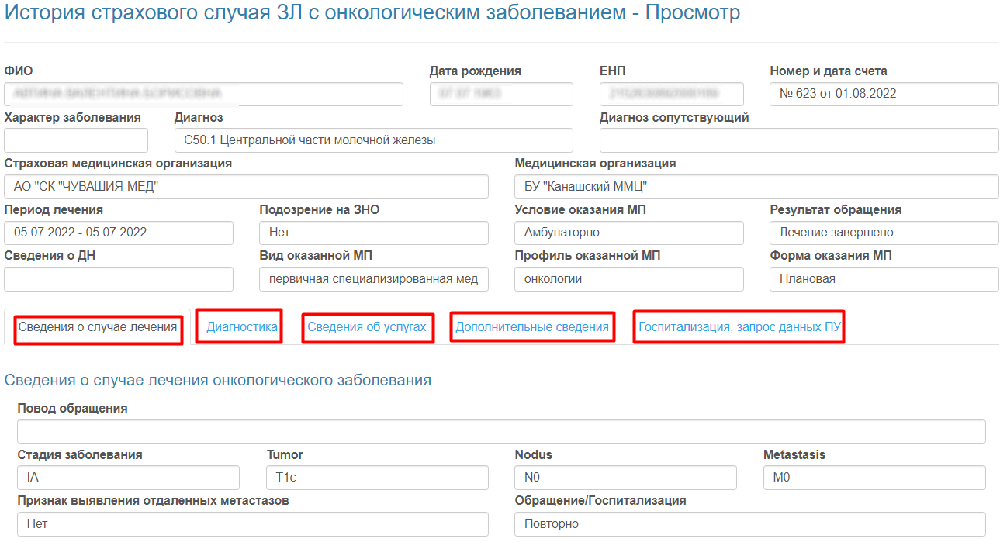 История страхового случая ЗЛ с онкологическим заболеванием - Просмотр
ФИО Дата рождения ЕНП Номер и дата счета
№ 623 от 01.08.2022
Характер заболевания Диагноз Диагноз сопутствующий
C50.1 Центральной части молочной железы
Страховая медицинская организация Медицинская организация
АО "СК "ЧУВАШИЯ-МЕД" БУ "Канашский ММЦ"
Период лечения Подозрение на ЗНО Условие оказания МП Результат обращения
05.07.2022 - 05.07.2022 Нет Амбулаторно Лечение завершено
Сведения о ДН Вид оказанной МП Профиль оказанной МП Форма оказания МП
первичная специализированная мед онкологии Плановая
Сведения о случае лечения Диагностика Сведения об услугах Дополнительные сведения Госпитализация, запрос данных ПУ
Сведения о случае лечения онкологического заболевания
Повод обращения
Стадия заболевания Tumor Nodus Metastasis
IA T1c N0 M0
Признак выявления отдаленных метастазов Обращение/Госпитализация
Нет Повторно